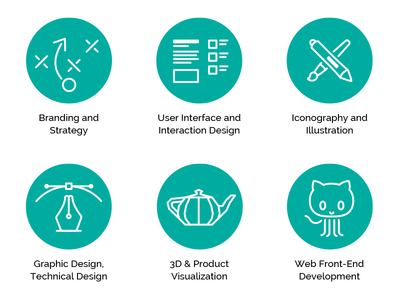 Branding and
Strategy
User Interface and
Interaction Design
Iconography and
Illustration
Graphic Design,
Technical Design
3D & Product
Visualization
Web Front-End
Development